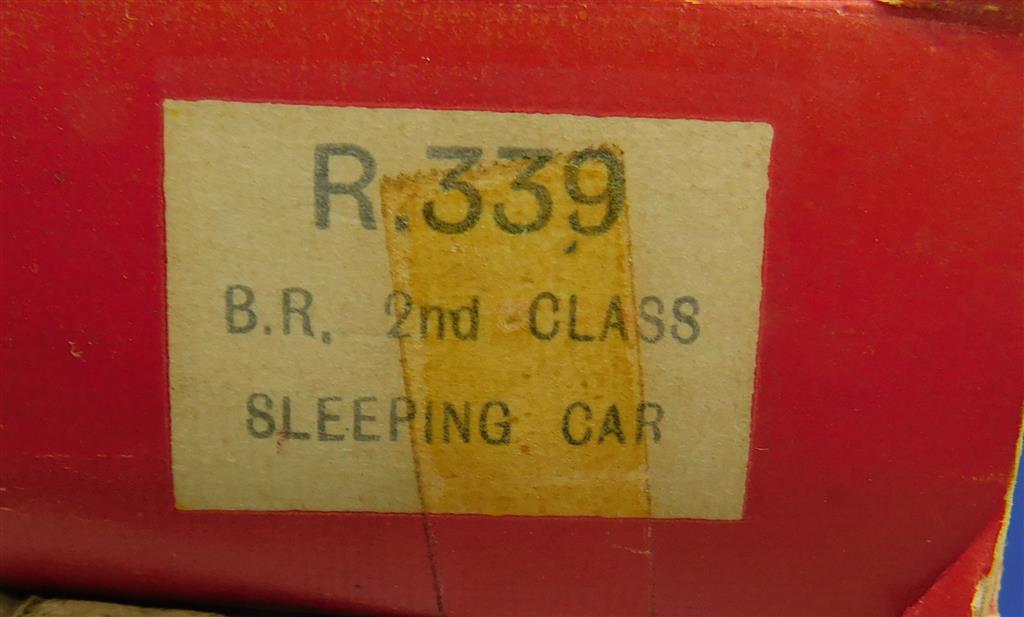 R.339
B.R. 2nd CLASS
SLEEPING CAR